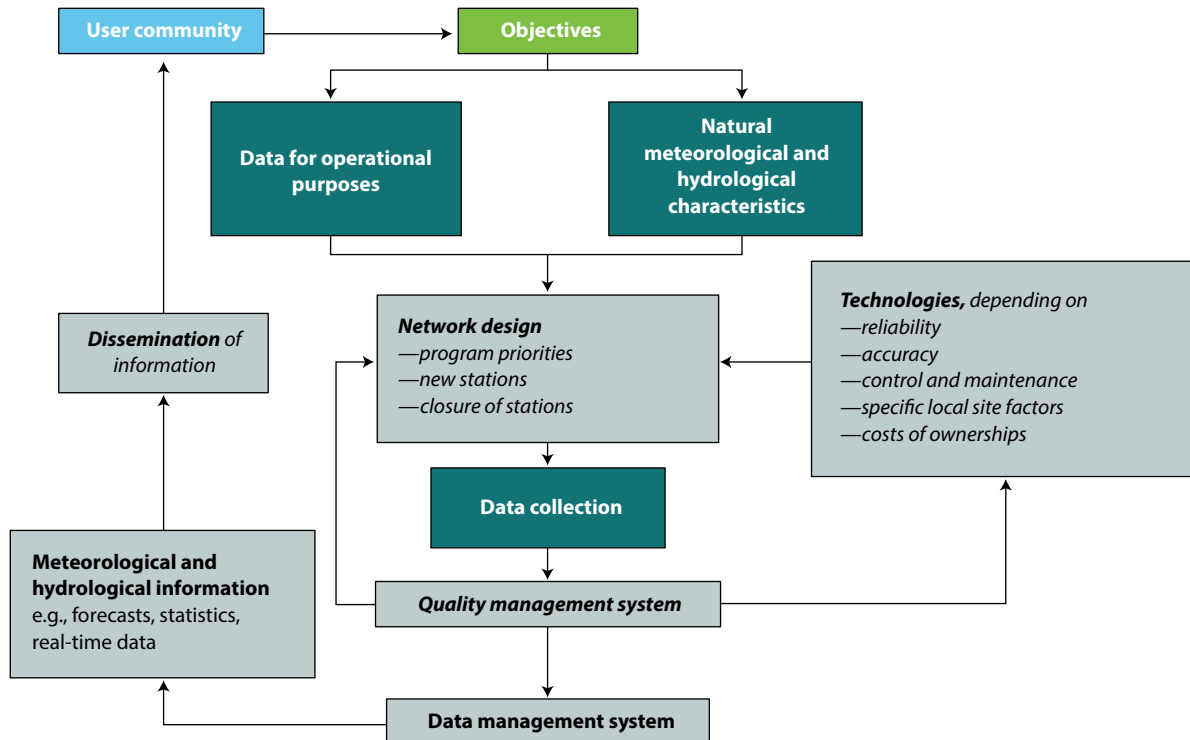 User community
Objectives
Data for operational
purposes
Natural
meteorological and
hydrological
characteristics
Network design
—program priorities
—new stations
—closure of stations
Technologies, depending on
—reliability
—accuracy
—control and maintenance
—specific local site factors
—costs of ownerships
Dissemination of
information
Data collection
Meteorological and
hydrological information
e.g., forecasts, statistics,
real-time data
Quality management system
Data management system